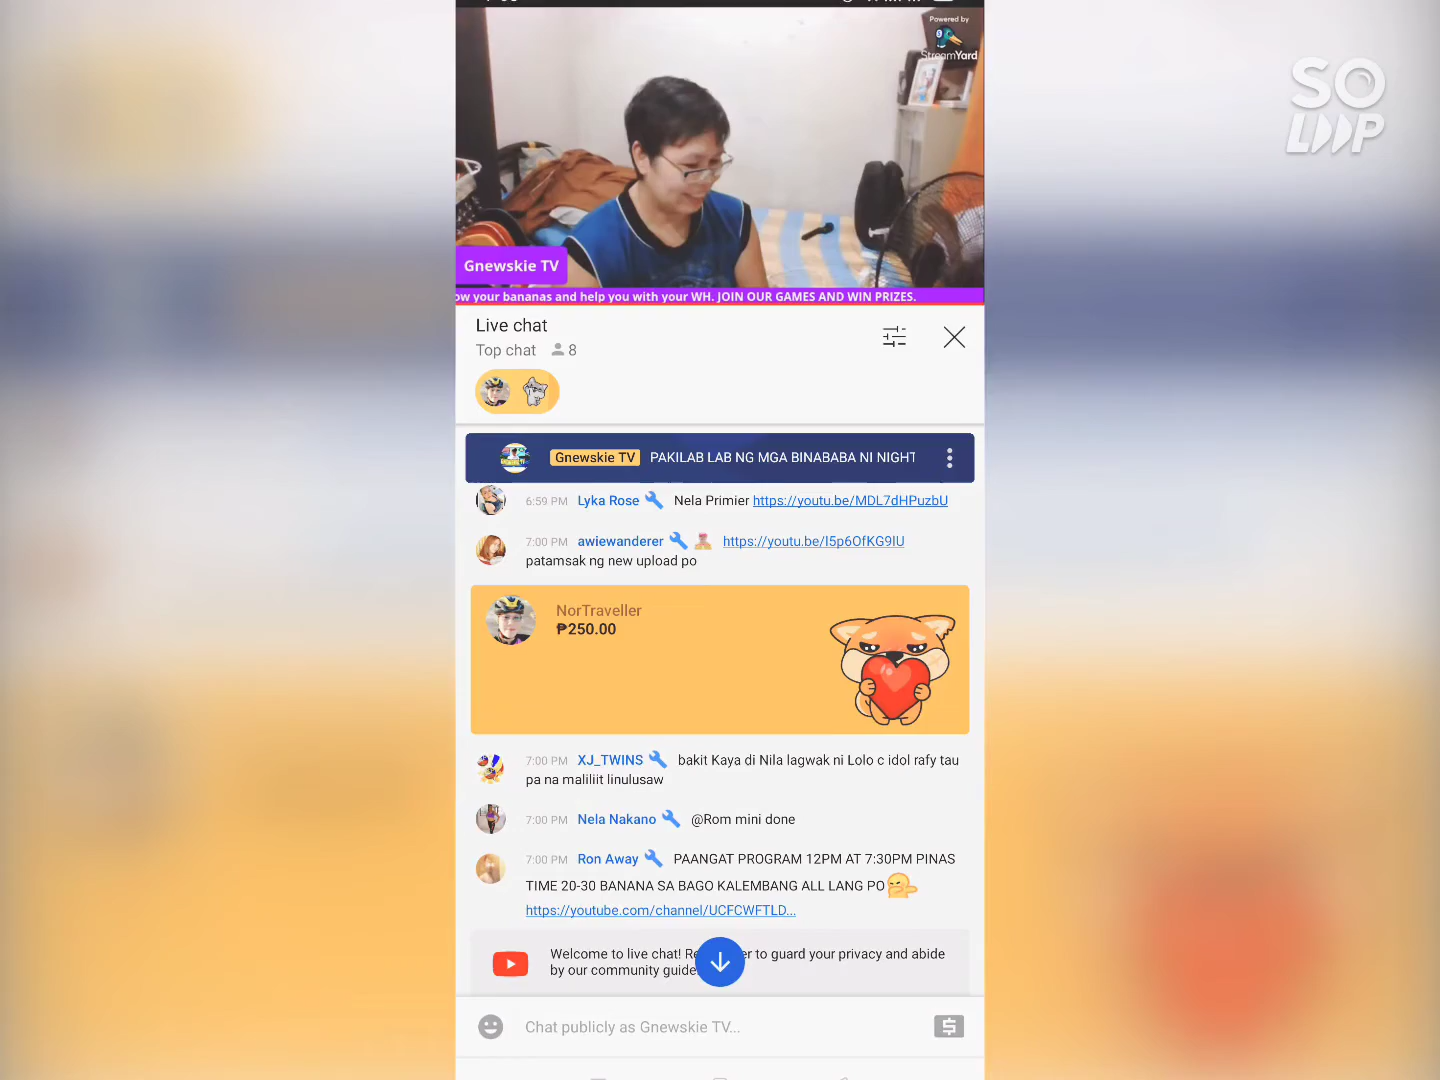 Powered by
StreamYard
SO
LOOP
Gnewskie TV
ow your bananas and help you with your WH. JOIN OUR GAMES AND WIN PRIZES.
Live chat
Top chat 8
Gnewskie TV PAKILAB LAB NG MGA BINABABA NI NIGHT
6:59 PM Lyka Rose Nela Primier https://youtu.be/MDL7dHPuzbU
7:00 PM awiewanderer https://youtu.be/I5p6OfKG9IU
patamsak ng new upload po
NorTraveller
₱250.00
7:00 PM XJ_TWINS bakit Kaya di Nila lagwak ni Lolo c idol rafy tau
pa na maliliit linulusaw
7:00 PM Nela Nakano @Rom mini done
7:00 PM Ron Away PAANGAT PROGRAM 12PM AT 7:30PM PINAS
TIME 20-30 BANANA SA BAGO KALEMBANG ALL LANG PO
https://youtube.com/channel/UCFCWFTLD...
Welcome to live chat! to guard your privacy and abide
by our community
Chat publicly as Gnewskie TV...